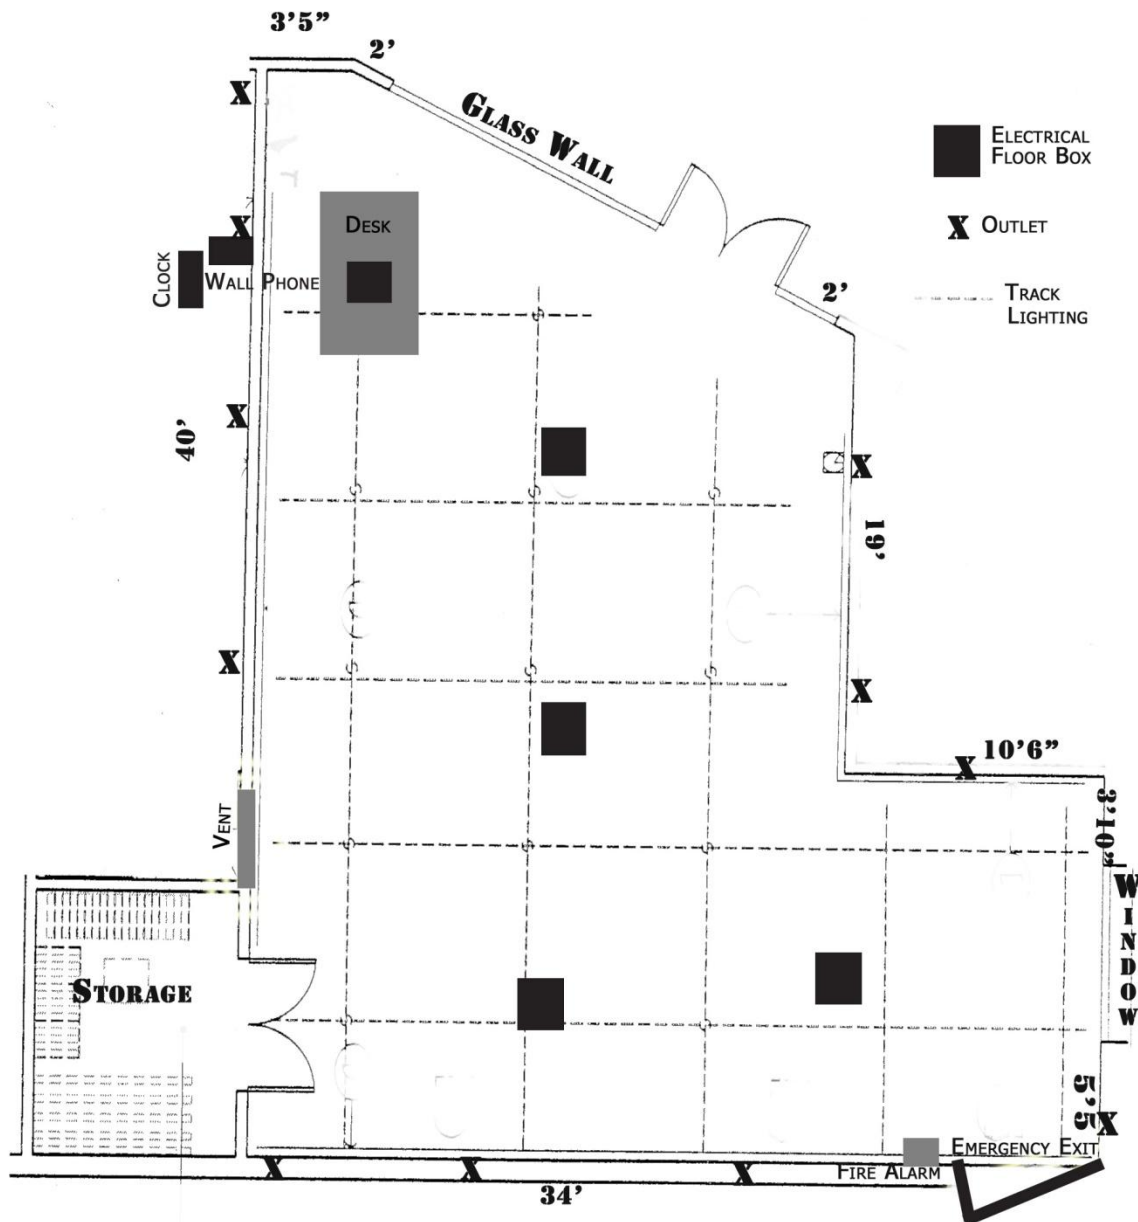 3’5”
2’
GLASS WALL
ELECTRICAL
FLOOR BOX
X
DESK
X
X OUTLET
CLOCK
WALL PHONE
2’
TRACK
LIGHTING
40’
X
X
19’
X
X
10’6”
X
3’10”
VENT
WINDOW
STORAGE
5’5
X
EMERGENCY EXIT
FIRE ALARM
X
X
X
34’